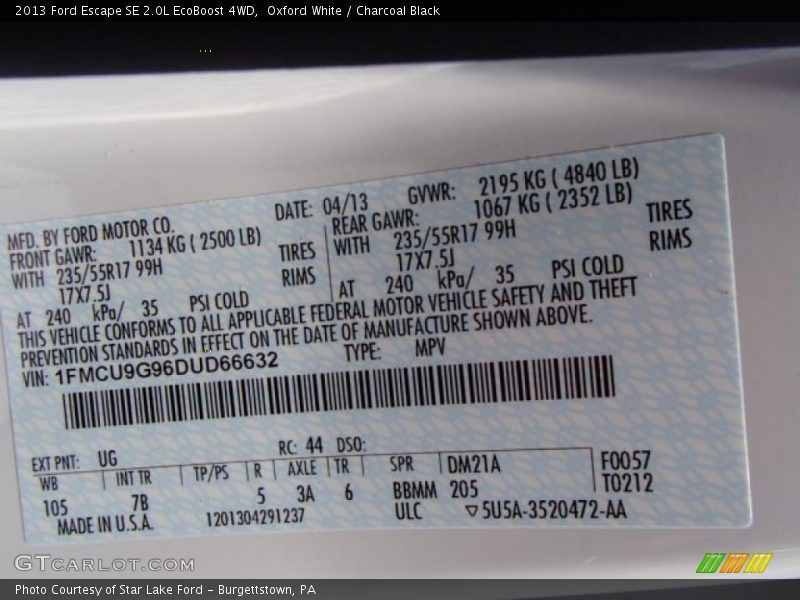 2013 Ford Escape SE 2.0L EcoBoost 4WD, Oxford White / Charcoal Black
MFD. BY FORD MOTOR CO.
DATE: 04/13
GVWR: 2195 KG ( 4840 LB)
FRONT GAWR: 1134 KG ( 2500 LB)
REAR GAWR: 1067 KG ( 2352 LB)
WITH 235/55R17 99H TIRES
WITH 235/55R17 99H TIRES
17X7.5J RIMS
17X7.5J RIMS
AT 240 kPa/ 35 PSI COLD
AT 240 kPa/ 35 PSI COLD
THIS VEHICLE CONFORMS TO ALL APPLICABLE FEDERAL MOTOR VEHICLE SAFETY AND THEFT
PREVENTION STANDARDS IN EFFECT ON THE DATE OF MANUFACTURE SHOWN ABOVE.
VIN: 1FMCU9G96DUD66632
TYPE: MPV
EXT PNT: UG RC: 44 DSO:
WB INT TR TP/PS R AXLE TR SPR DM21A F0057
105 7B 5 3A 6 BBMM 205 T0212
MADE IN U.S.A. 1201304291237 ULC ▽5U5A-3520472-AA
GTCARLOT.COM
Photo Courtesy of Star Lake Ford - Burgettstown, PA